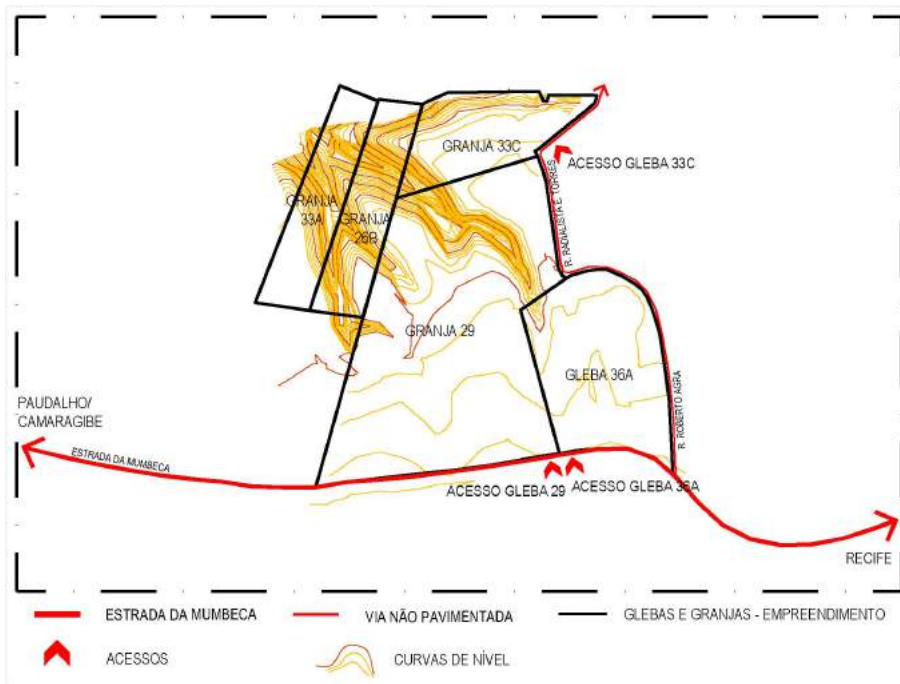 GRANJA 33C
ACESSO GLEBA 33C
GRANJA
33A
GRANJA
26B
R. RADIALISTA E TORRES
GRANJA 29
GLEBA 36A
R. ROBERTO AGRA
PAUDALHO/
CAMARAGIBE
ESTRADA DA MUMBECA
ACESSO GLEBA 29
ACESSO GLEBA 36A
RECIFE
ESTRADA DA MUMBECA
VIA NÃO PAVIMENTADA
GLEBAS E GRANJAS - EMPREENDIMENTO
ACESSOS
CURVAS DE NÍVEL